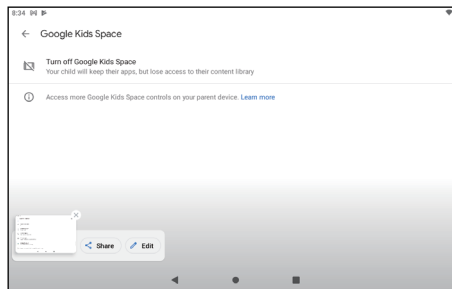 8:34
Google Kids Space
Turn off Google Kids Space
Your child will keep their apps, but lose access to their content library
Access more Google Kids Space controls on your parent device. Learn more
Share
Edit